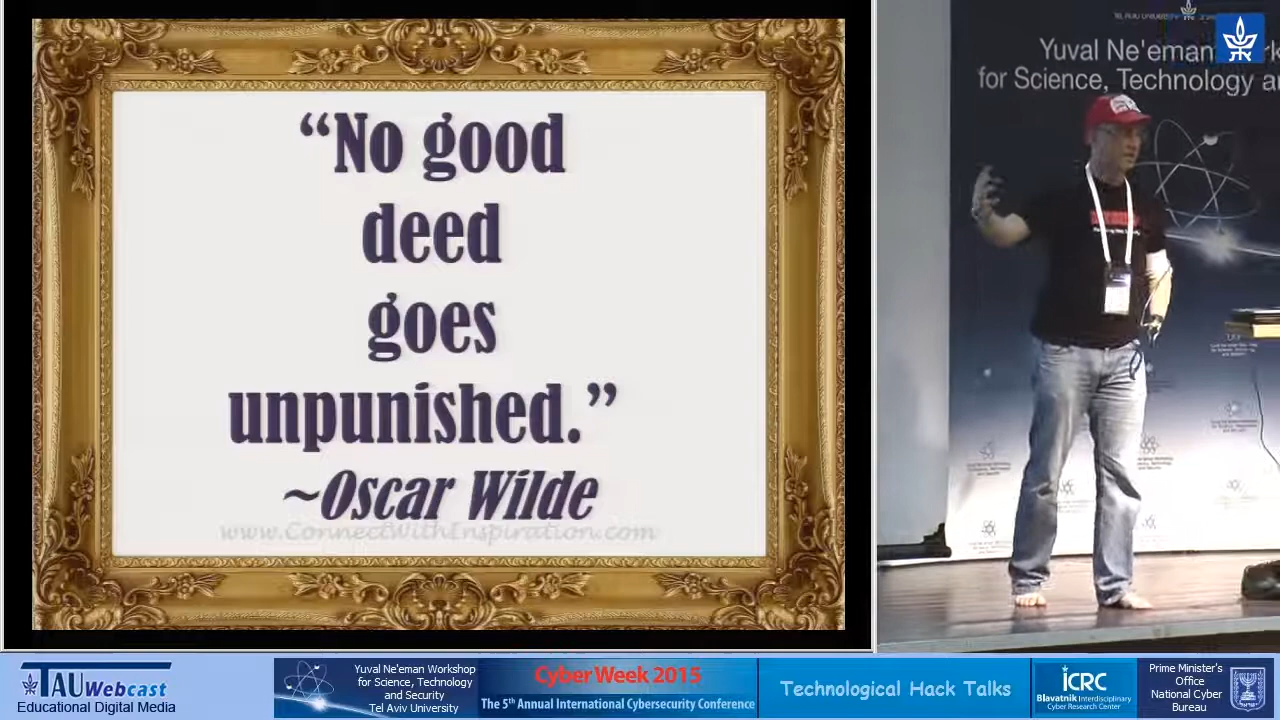 “No good
deed
goes
unpunished.”
~Oscar Wilde
www.ConnectWithInspiration.com
Yuval Ne'eman
for Science, Technology
TAU Webcast
Educational Digital Media
Yuval Ne'eman Workshop
for Science, Technology
and Security
Tel Aviv University
CyberWeek 2015
The 5th Annual International Cybersecurity Conference
Technological Hack Talks
ICRC
Blavatnik Interdisciplinary
Cyber Research Center
Prime Minister's
Office
National Cyber
Bureau